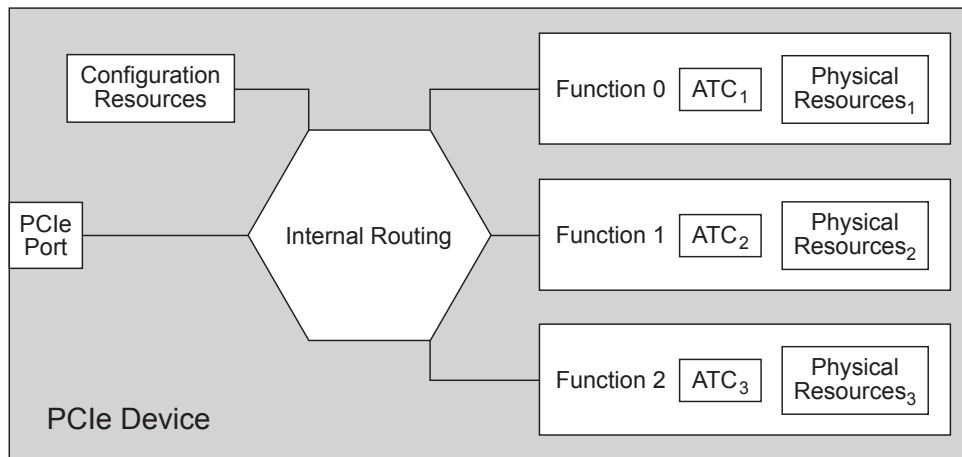 Configuration
Resources
PCIe
Port
Internal Routing
Function 0
ATC1
Physical
Resources1
Function 1
ATC2
Physical
Resources2
Function 2
ATC3
Physical
Resources3
PCIe Device